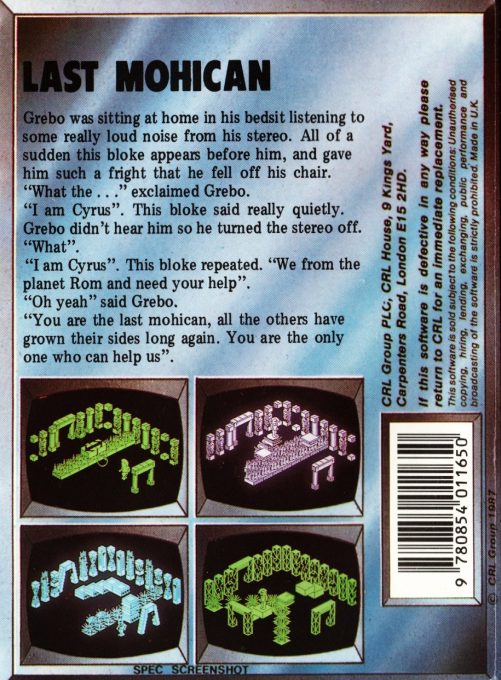 LAST MOHICAN
Grebo was sitting at home in his bedsit listening to
some really loud noise from his stereo. All of a
sudden this bloke appears before him, and gave
him such a fright that he fell off his chair.
“What the . . .” exclaimed Grebo.
“I am Cyrus”. This bloke said really quietly.
Grebo didn't hear him so he turned the stereo off.
“What”.
“I am Cyrus”. This bloke repeated. “We from the
planet Rom and need your help”.
“Oh yeah” said Grebo.
“You are the last mohican, all the others have
grown their sides long again. You are the only
one who can help us”.
SPEC SCREENSHOT
CRL Group PLC, CRL House, 9 Kings Yard,
Carpenters Road, London E15 2HD.
If this software is defective in any way please
return to CRL for an immediate replacement.
This software is sold subject to the following conditions: Unauthorised
copying, hiring, lending, exchanging, public performance and
broadcasting of the software is strictly prohibited. Made in U.K.
9 780854 011650
© CRL Group 1987